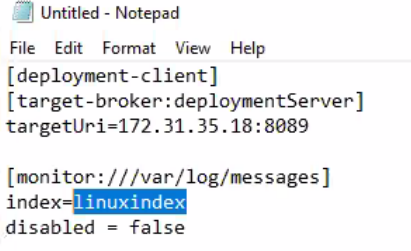 Untitled - Notepad
File Edit Format View Help
[deployment-client]
[target-broker:deploymentServer]
targetUri=172.31.35.18:8089
[monitor:///var/log/messages]
index=linuxindex
disabled = false